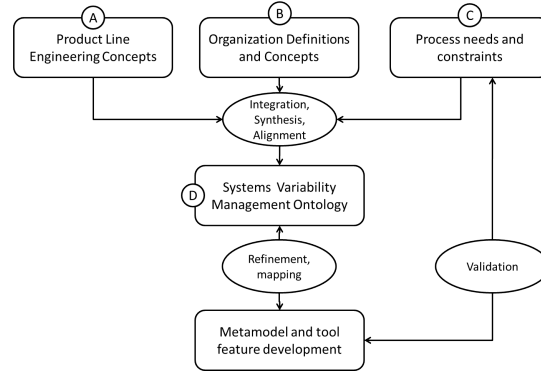 A
B
C
Product Line
Engineering Concepts
Organization Definitions
and Concepts
Process needs and
constraints
Integration,
Synthesis,
Alignment
D
Systems Variability
Management Ontology
Refinement,
mapping
Validation
Metamodel and tool
feature development